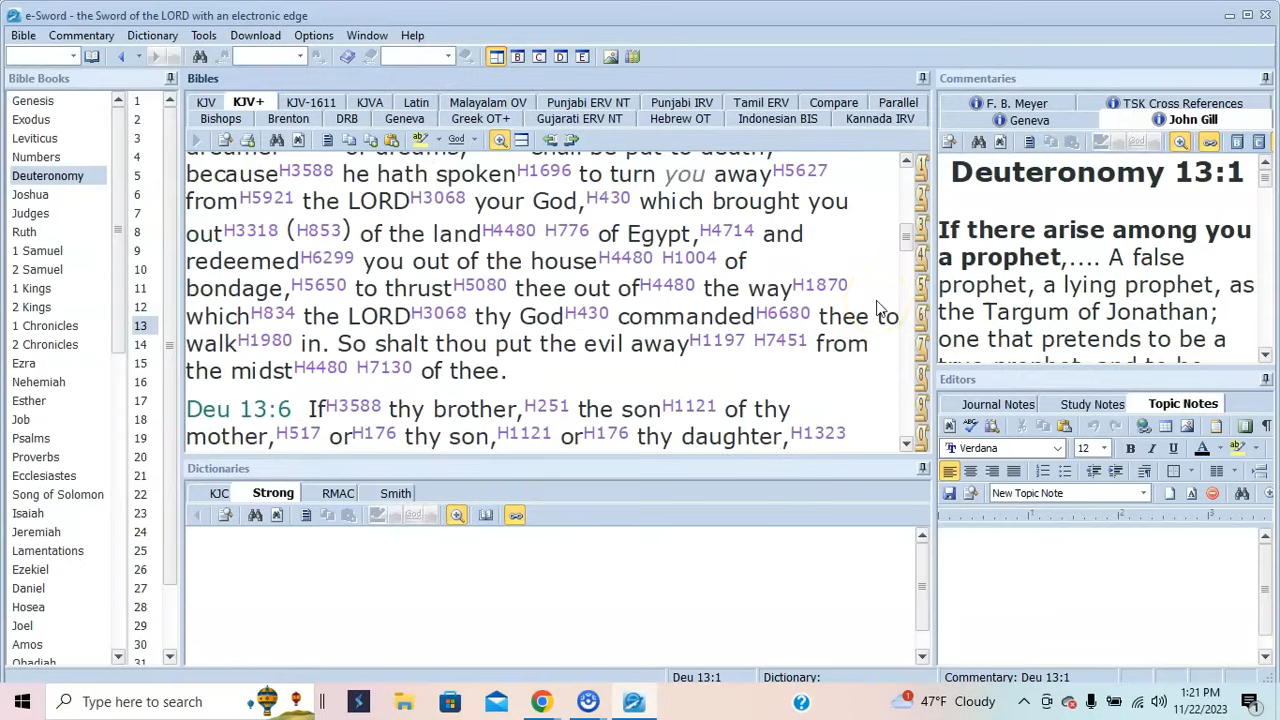 e-Sword - the Sword of the LORD with an electronic edge
Bible Commentary Dictionary Tools Download Options Window Help
B C D E
Bible Books
Genesis
Exodus
Leviticus
Numbers
Deuteronomy
Joshua
Judges
Ruth
1 Samuel
2 Samuel
1 Kings
2 Kings
1 Chronicles
2 Chronicles
Ezra
Nehemiah
Esther
Job
Psalms
Proverbs
Ecclesiastes
Song of Solomon
Isaiah
Jeremiah
Lamentations
Ezekiel
Daniel
Hosea
Joel
Amos
Obadiah
1
2
3
4
5
6
7
8
9
10
11
12
13
14
15
16
17
18
19
20
21
22
23
24
25
26
27
28
29
30
31
Bibles
KJV KJV+ KJV-1611 KJVA Latin Malayalam OV Punjabi ERV NT Punjabi IRV Tamil ERV Compare Parallel
Bishops Brenton DRB Geneva Greek OT+ Gujarati ERV NT Hebrew OT Indonesian BIS Kannada IRV
ab God
because H3588 he hath spoken H1696 to turn you away H5627
from H5921 the LORD H3068 your God, H430 which brought you
out H3318 (H853) of the land H4480 H776 of Egypt, H4714 and
redeemed H6299 you out of the house H4480 H1004 of
bondage, H5650 to thrust H5080 thee out of H4480 the way H1870
which H834 the LORD H3068 thy God H430 commanded H6680 thee to
walk H1980 in. So shalt thou put the evil away H1197 H7451 from
the midst H4480 H7130 of thee.
Deu 13:6 If H3588 thy brother, H251 the son H1121 of thy
mother, H517 or H176 thy son, H1121 or H176 thy daughter, H1323
Dictionaries
KJC Strong RMAC Smith
God
Deu 13:1 Dictionary:
Commentaries
F. B. Meyer TSK Cross References
Geneva John Gill
God
Deuteronomy 13:1
If there arise among you
a prophet,.... A false
prophet, a lying prophet, as
the Targum of Jonathan;
one that pretends to be a
Editors
Journal Notes Study Notes Topic Notes
Verdana 12 B I U A ab
New Topic Note
1 2 3
Commentary: Deu 13:1
Type here to search
47°F Cloudy
1:21 PM
11/22/2023